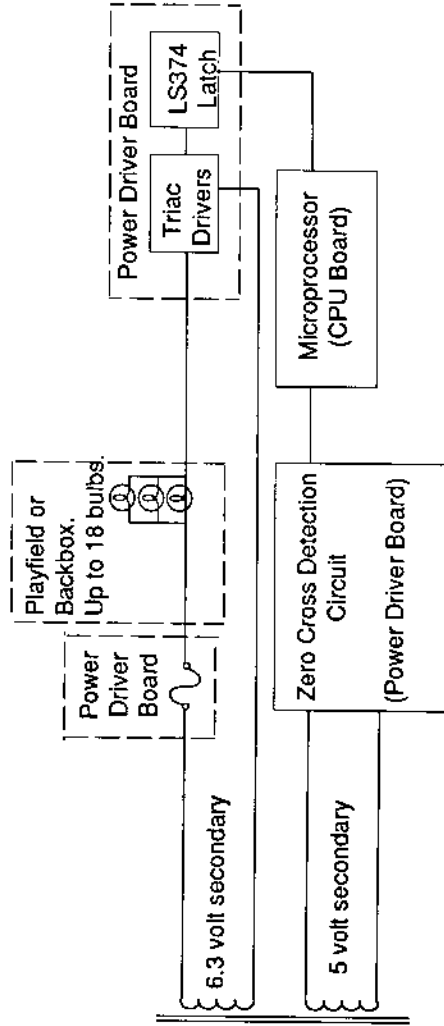 Power Driver Board
LS374
Latch
Triac
Drivers
Playfield or
Backbox.
Up to 18 bulbs.
Power
Driver
Board
6.3 volt secondary
Microprocessor
(CPU Board)
Zero Cross Detection
Circuit
(Power Driver Board)
5 volt secondary